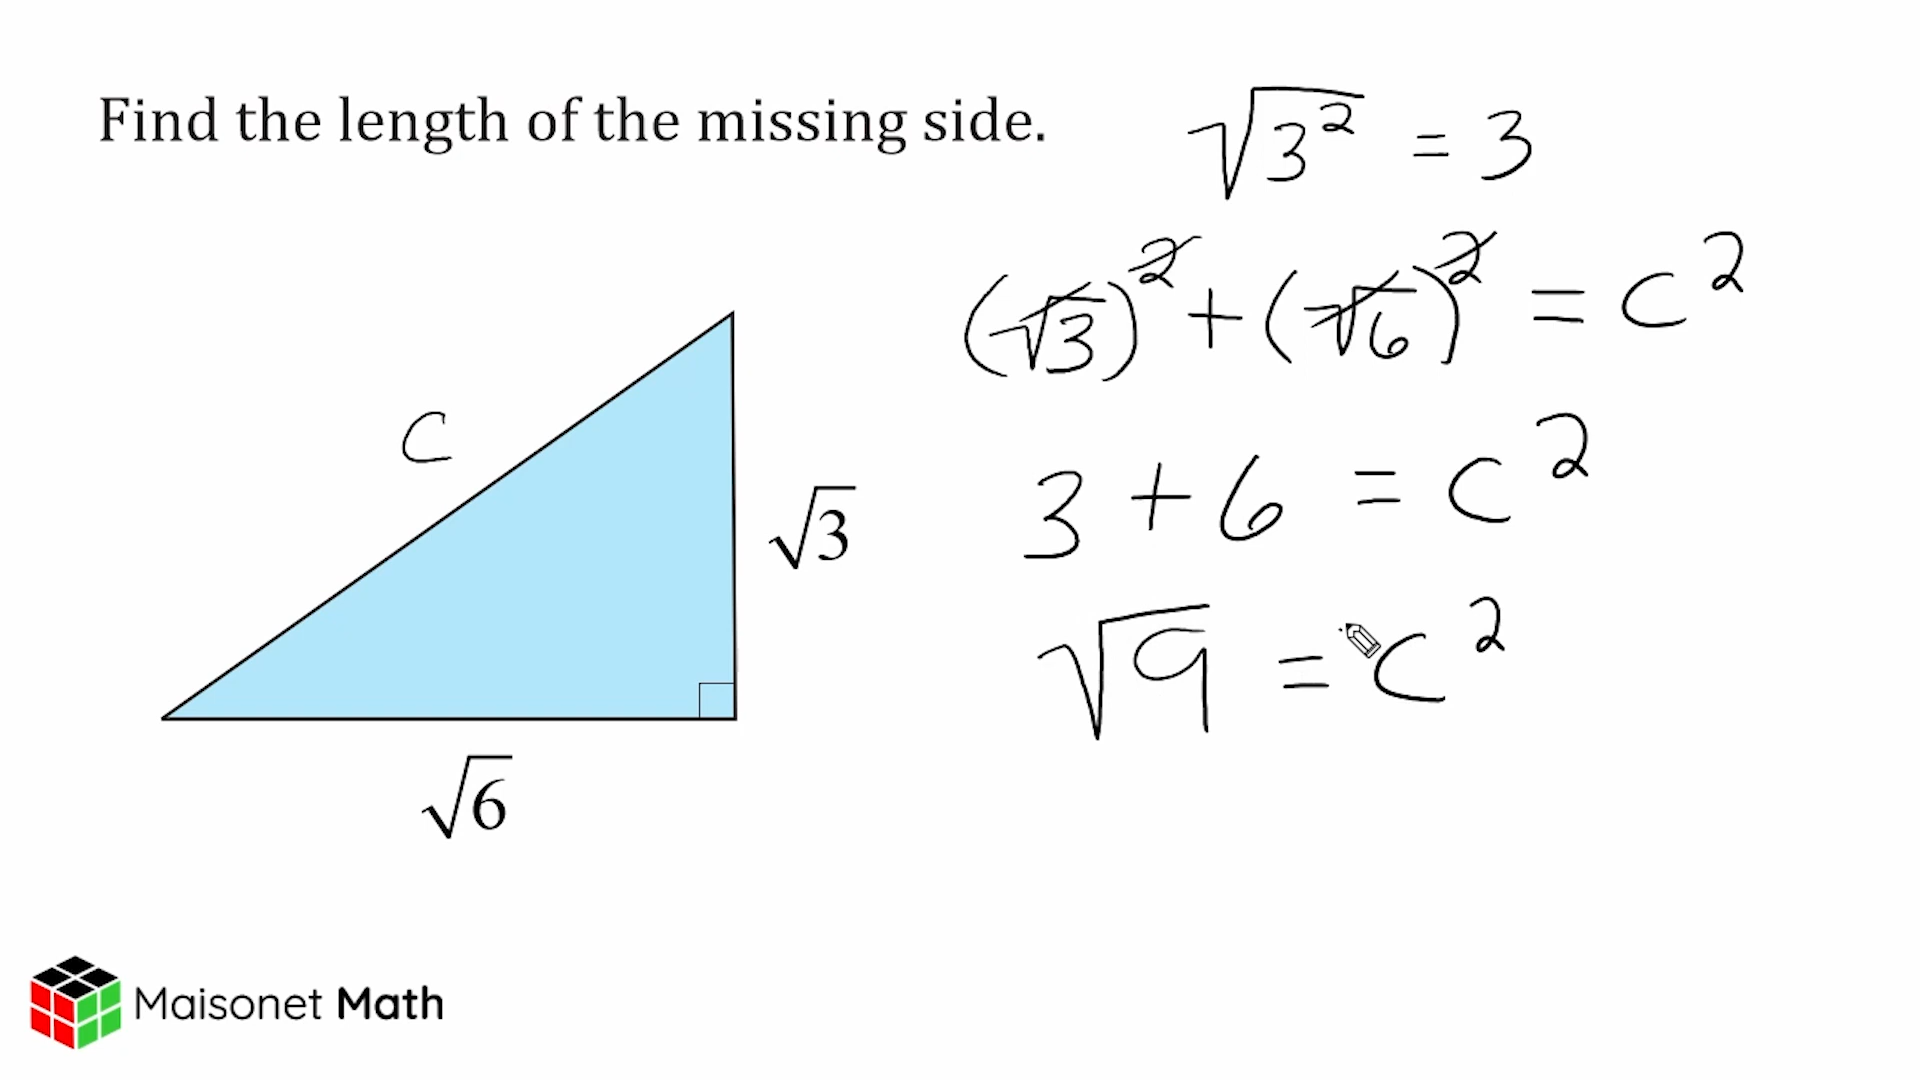 Find the length of the missing side.
√3² = 3
(√3)² + (√6)² = c²
c
3 + 6 = c²
√3
√9 = c²
√6
Maisonet Math